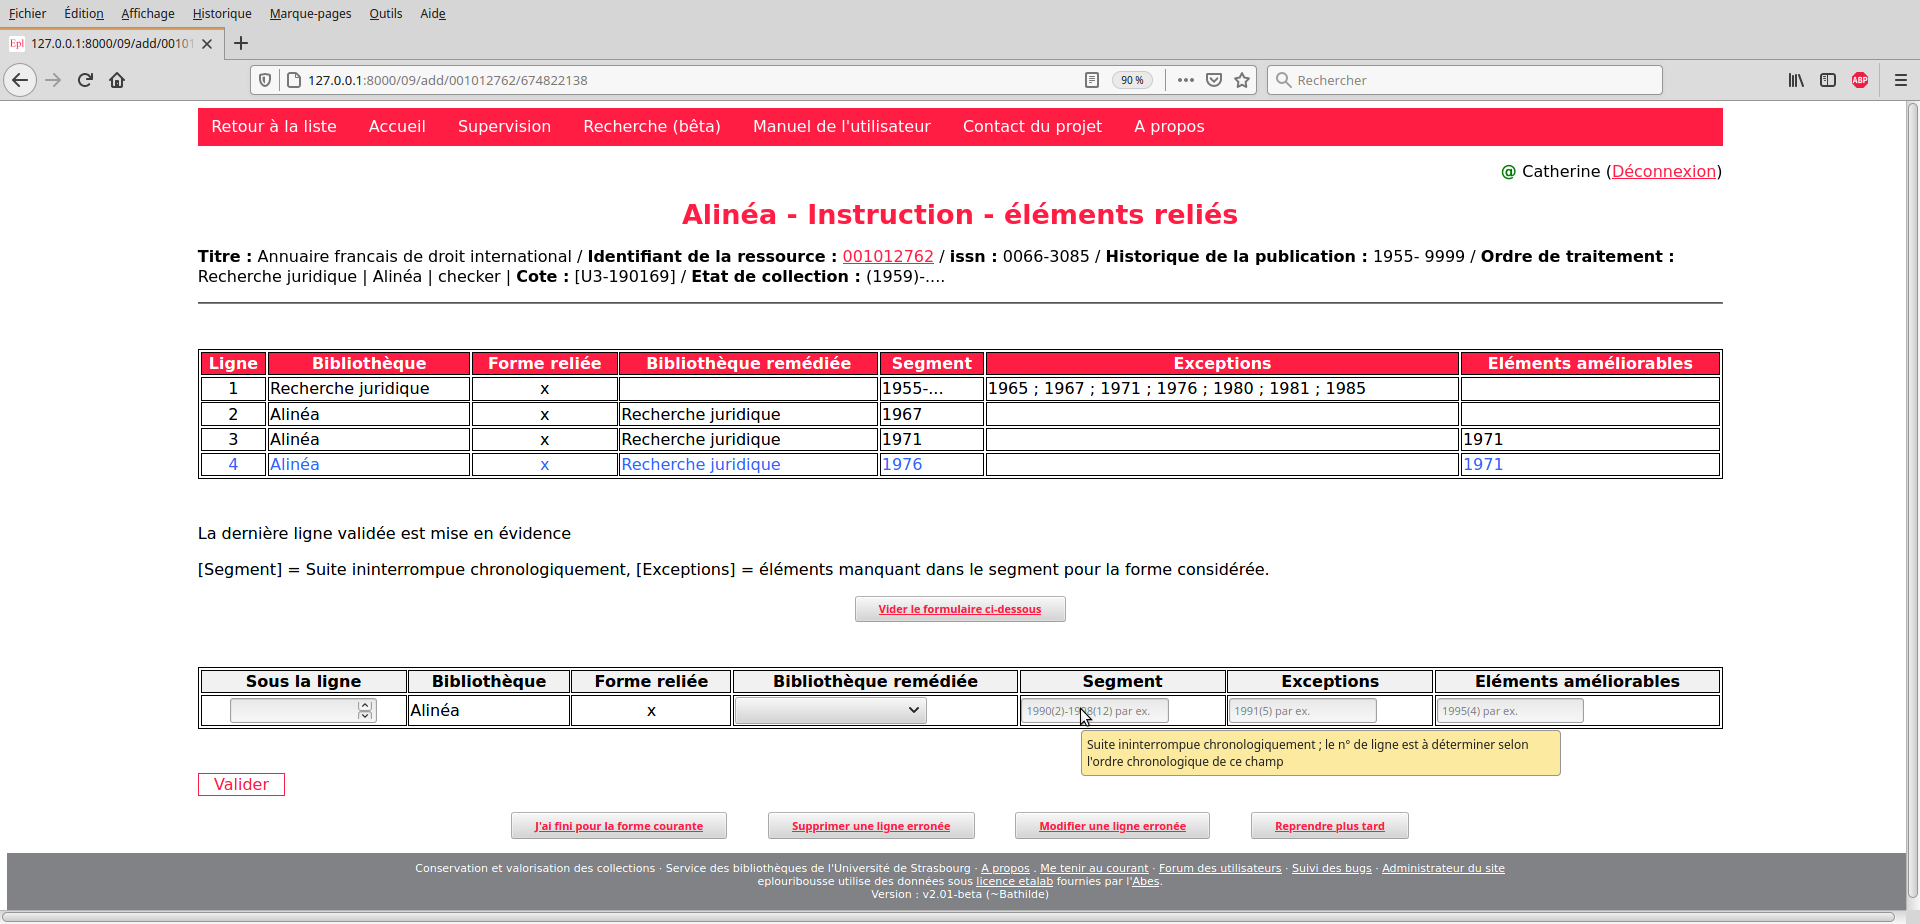 Fichier Édition Affichage Historique Marque-pages Outils Aide
Epl 127.0.0.1:8000/09/add/00101
127.0.0.1:8000/09/add/001012762/674822138 90 % Rechercher ABP
Retour à la liste Accueil Supervision Recherche (bêta) Manuel de l'utilisateur Contact du projet A propos
@ Catherine (Déconnexion)
Alinéa - Instruction - éléments reliés
Titre : Annuaire francais de droit international / Identifiant de la ressource : 001012762 / issn : 0066-3085 / Historique de la publication : 1955- 9999 / Ordre de traitement :
Recherche juridique | Alinéa | checker | Cote : [U3-190169] / Etat de collection : (1959)-....
Ligne Bibliothèque Forme reliée Bibliothèque remédiée Segment Exceptions Eléments améliorables
1 Recherche juridique x 1955-... 1965 ; 1967 ; 1971 ; 1976 ; 1980 ; 1981 ; 1985
2 Alinéa x Recherche juridique 1967
3 Alinéa x Recherche juridique 1971 1971
4 Alinéa x Recherche juridique 1976 1971
La dernière ligne validée est mise en évidence
[Segment] = Suite ininterrompue chronologiquement, [Exceptions] = éléments manquant dans le segment pour la forme considérée.
Vider le formulaire ci-dessous
Sous la ligne Bibliothèque Forme reliée Bibliothèque remédiée Segment Exceptions Eléments améliorables
Alinéa x 1990(2)-1998(12) par ex. 1991(5) par ex. 1995(4) par ex.
Suite ininterrompue chronologiquement ; le n° de ligne est à déterminer selon
l'ordre chronologique de ce champ
Valider
J'ai fini pour la forme courante Supprimer une ligne erronée Modifier une ligne erronée Reprendre plus tard
Conservation et valorisation des collections · Service des bibliothèques de l'Université de Strasbourg · A propos . Me tenir au courant · Forum des utilisateurs · Suivi des bugs · Administrateur du site
eplouribousse utilise des données sous licence etalab fournies par l'Abes.
Version : v2.01-beta (~Bathilde)